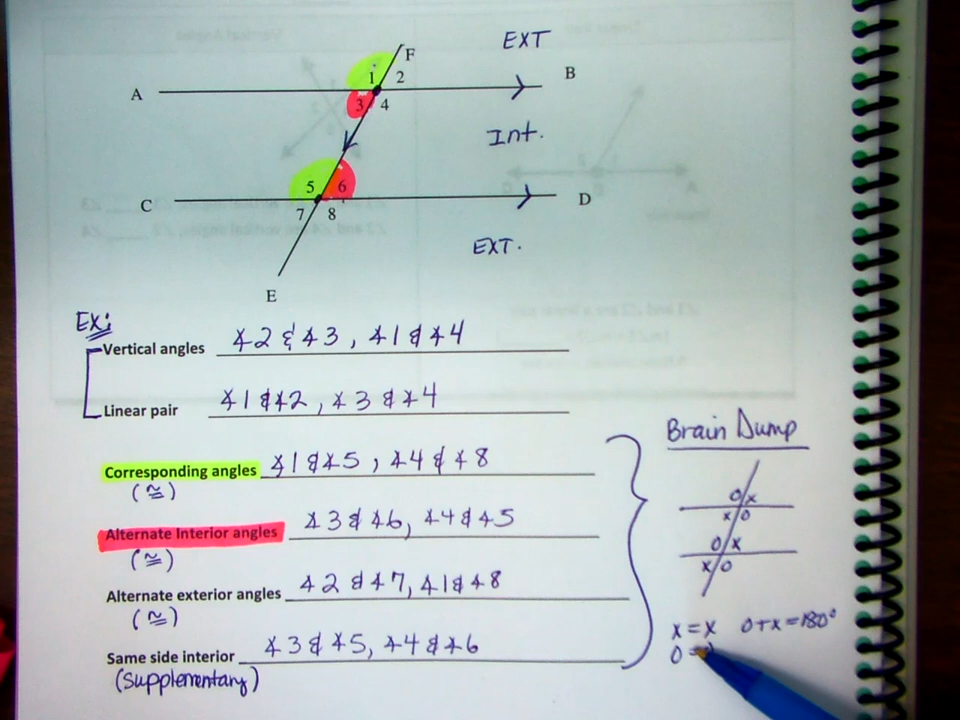 EXT
F
1 2
A B
3 4
Int.
5 6
C D
7 8
EXT.
E
EX:
Vertical angles ∡2 & ∡3, ∡1 & ∡4
Linear pair ∡1 & ∡2, ∡3 & ∡4
Corresponding angles ∡1 & ∡5, ∡4 & ∡8
(≅)
Alternate Interior angles ∡3 & ∡6, ∡4 & ∡5
(≅)
Alternate exterior angles ∡2 & ∡7, ∡1 & ∡8
(≅)
Same side interior ∡3 & ∡5, ∡4 & ∡6
(Supplementary)
Brain Dump
O x
x O
O x
x O
x = x O + x = 180°
O =